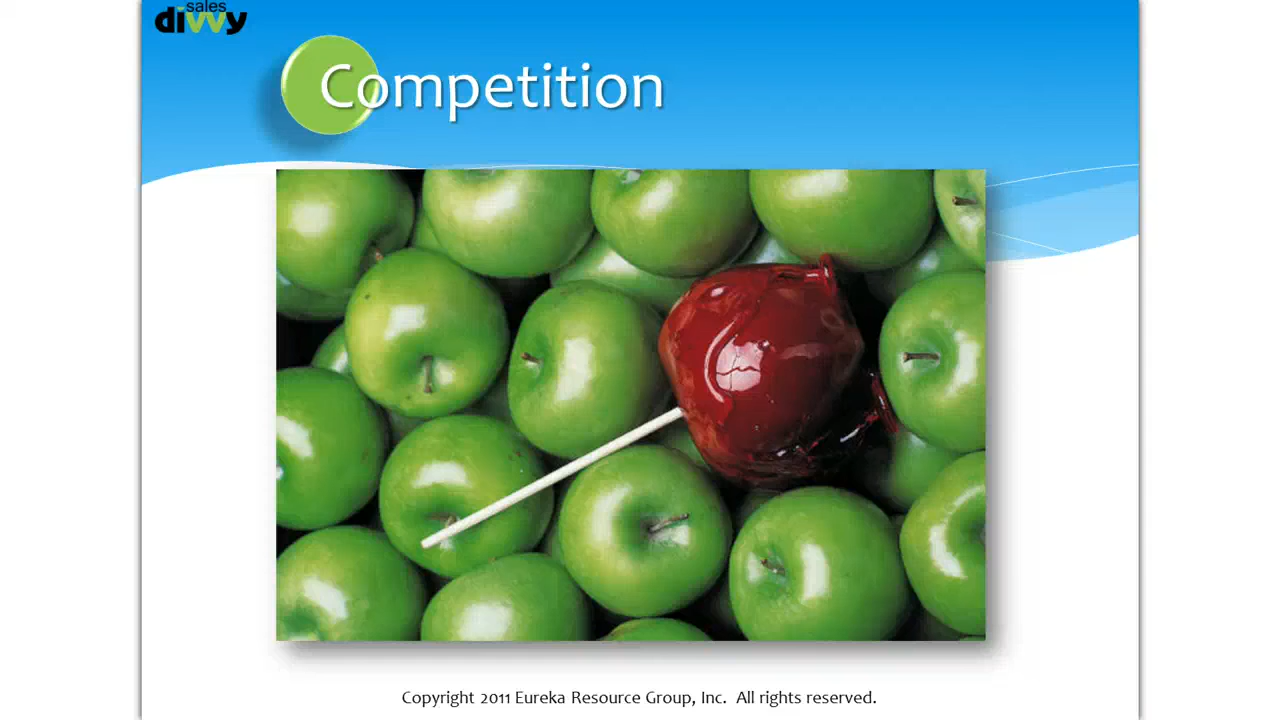 sales
divvy
Competition
Copyright 2011 Eureka Resource Group, Inc.  All rights reserved.